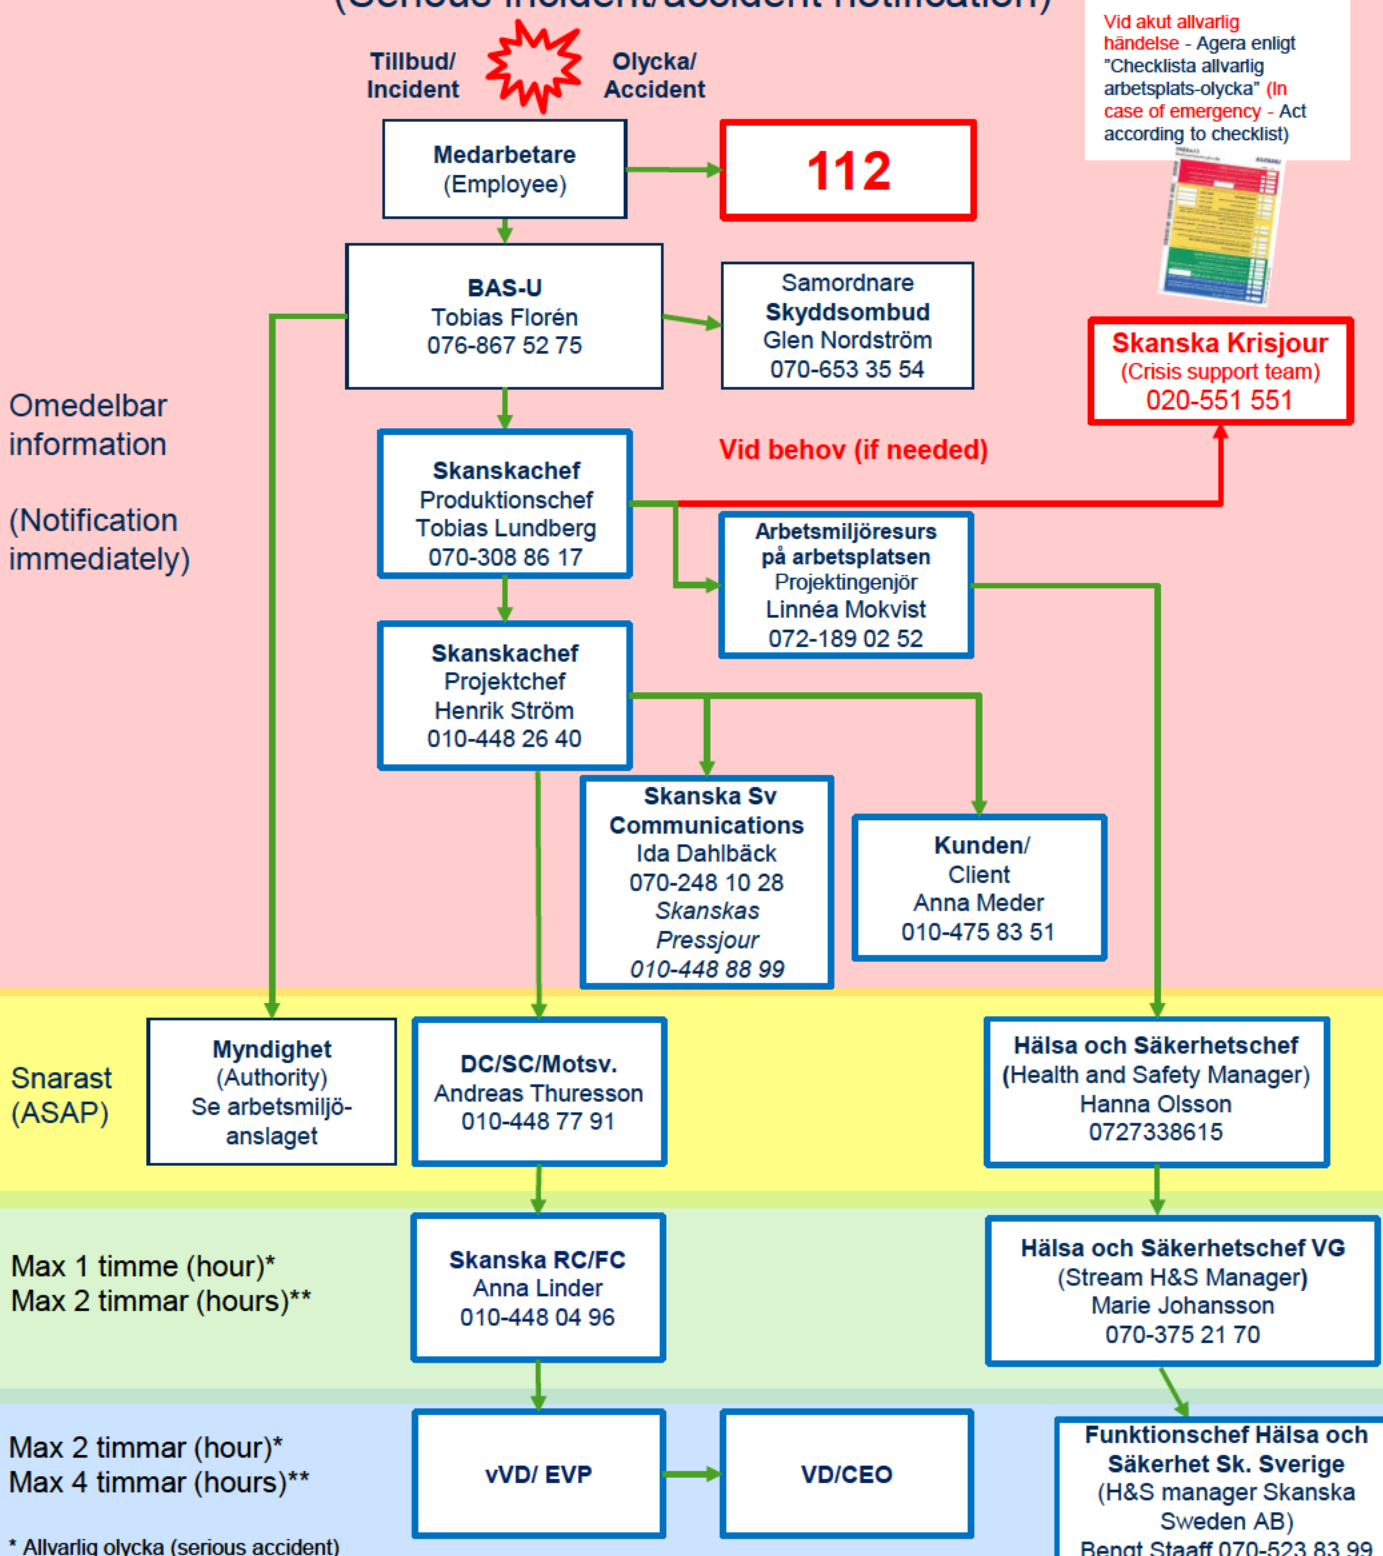 (Serious incident/accident notification)
Vid akut allvarlig
händelse - Agera enligt
"Checklista allvarlig
arbetsplats-olycka" (In
case of emergency - Act
according to checklist)
Tillbud/
Incident
Olycka/
Accident
Medarbetare
(Employee)
112
BAS-U
Tobias Florén
076-867 52 75
Samordnare
Skyddsombud
Glen Nordström
070-653 35 54
Skanska Krisjour
(Crisis support team)
020-551 551
Omedelbar
information
(Notification
immediately)
Vid behov (if needed)
Skanskachef
Produktionschef
Tobias Lundberg
070-308 86 17
Arbetsmiljöresurs
på arbetsplatsen
Projektingenjör
Linnéa Mokvist
072-189 02 52
Skanskachef
Projektchef
Henrik Ström
010-448 26 40
Skanska Sv
Communications
Ida Dahlbäck
070-248 10 28
Skanskas
Pressjour
010-448 88 99
Kunden/
Client
Anna Meder
010-475 83 51
Snarast
(ASAP)
Myndighet
(Authority)
Se arbetsmiljö-
anslaget
DC/SC/Motsv.
Andreas Thuresson
010-448 77 91
Hälsa och Säkerhetschef
(Health and Safety Manager)
Hanna Olsson
0727338615
Max 1 timme (hour)*
Max 2 timmar (hours)**
Skanska RC/FC
Anna Linder
010-448 04 96
Hälsa och Säkerhetschef VG
(Stream H&S Manager)
Marie Johansson
070-375 21 70
Max 2 timmar (hour)*
Max 4 timmar (hours)**
vVD/ EVP
VD/CEO
Funktionschef Hälsa och
Säkerhet Sk. Sverige
(H&S manager Skanska
Sweden AB)
Bengt Staaff 070-523 83 99
* Allvarlig olycka (serious accident)